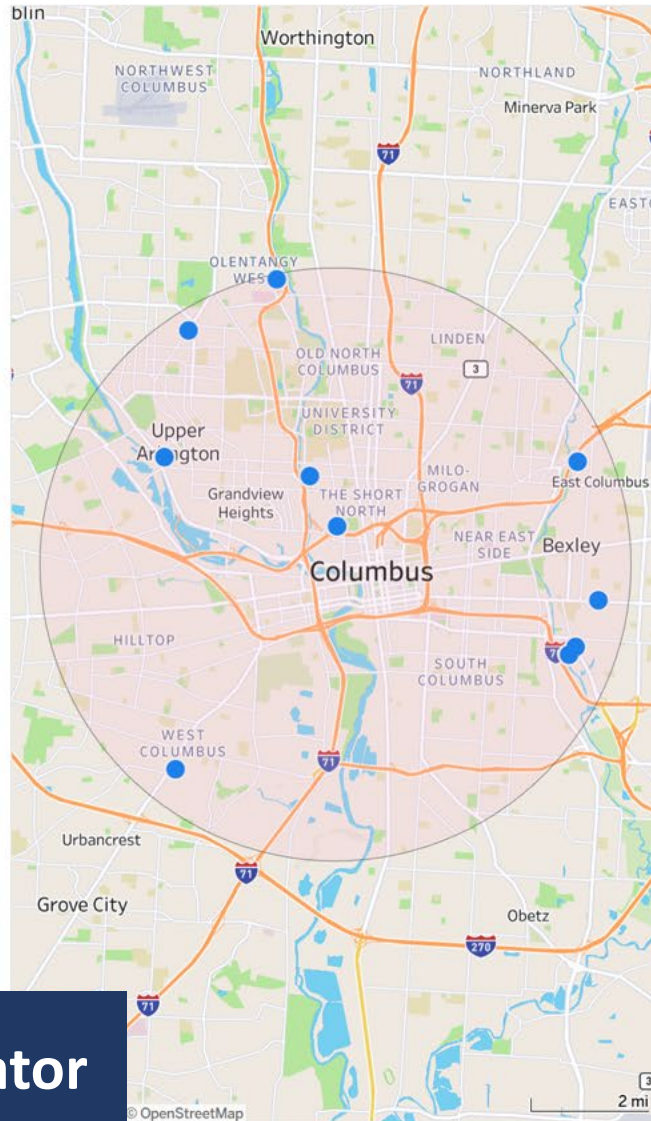 blin
Worthington
NORTHWEST
COLUMBUS
NORTHLAND
Minerva Park
71
EASTO
OLENTANGY
WEST
LINDEN
OLD NORTH
COLUMBUS
3
71
UNIVERSITY
DISTRICT
Upper
Arlington
MILO-
GROGAN
East Columbus
Grandview
Heights
THE SHORT
NORTH
NEAR EAST
SIDE
Bexley
Columbus
HILLTOP
70
SOUTH
COLUMBUS
WEST
COLUMBUS
71
Urbancrest
71
Grove City
Obetz
270
71
ntor
3
2 mi
© OpenStreetMap